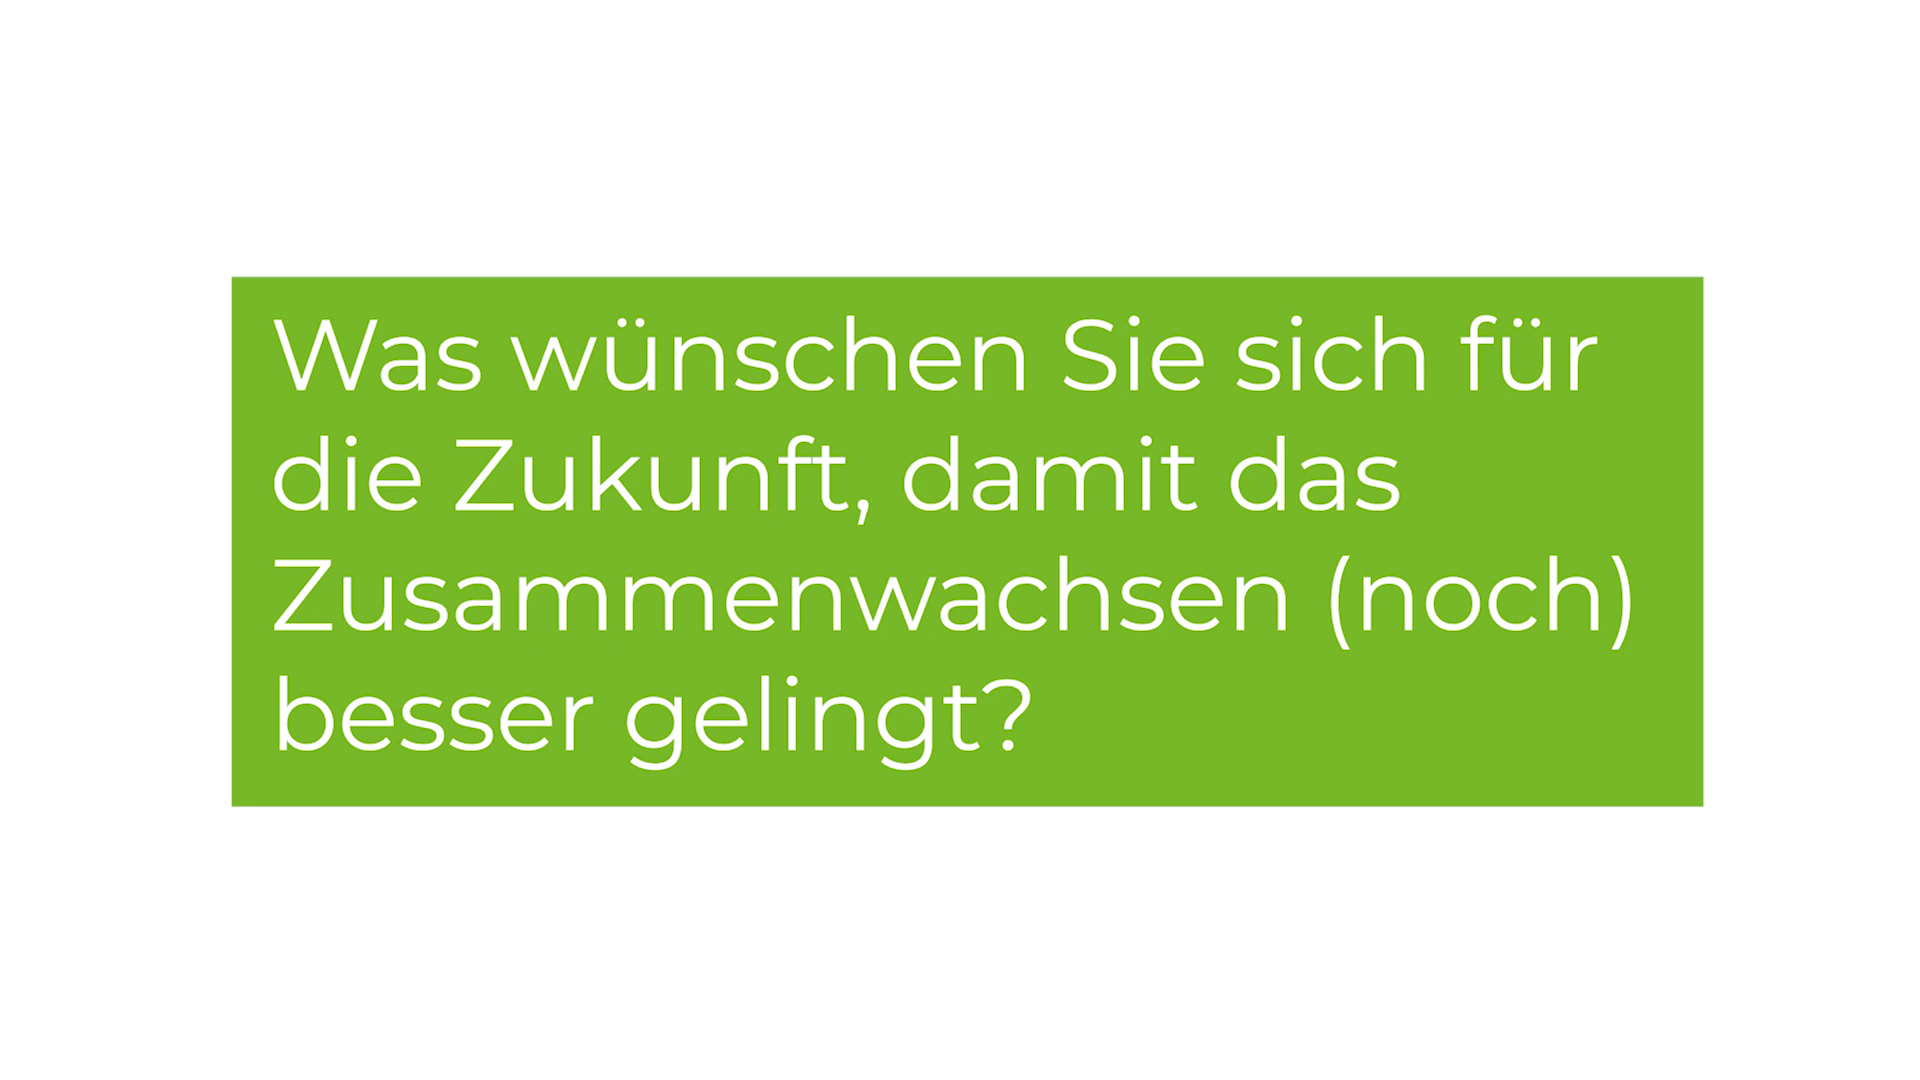 Was wünschen Sie sich für
die Zukunft, damit das
Zusammenwachsen (noch)
besser gelingt?